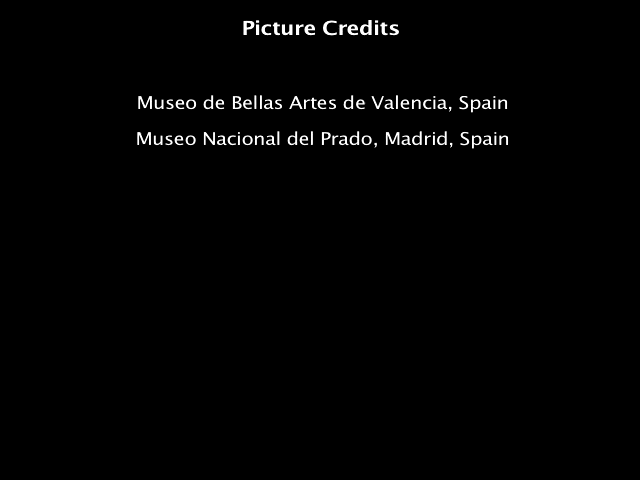 Picture Credits
Museo de Bellas Artes de Valencia, Spain
Museo Nacional del Prado, Madrid, Spain